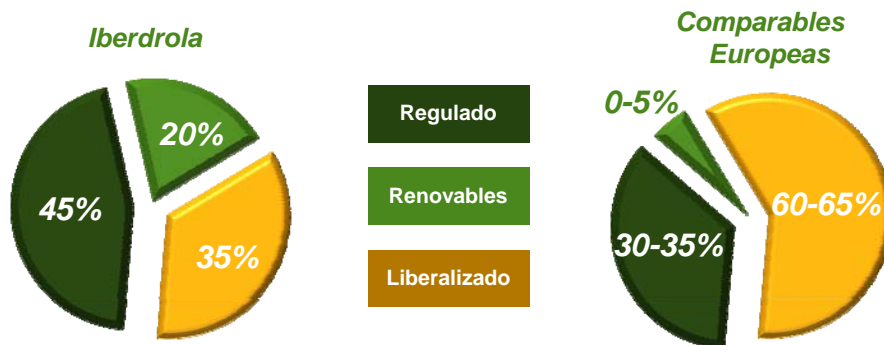 Iberdrola
20%
45%
35%
Regulado
Renovables
Liberalizado
Comparables
Europeas
0-5%
60-65%
30-35%